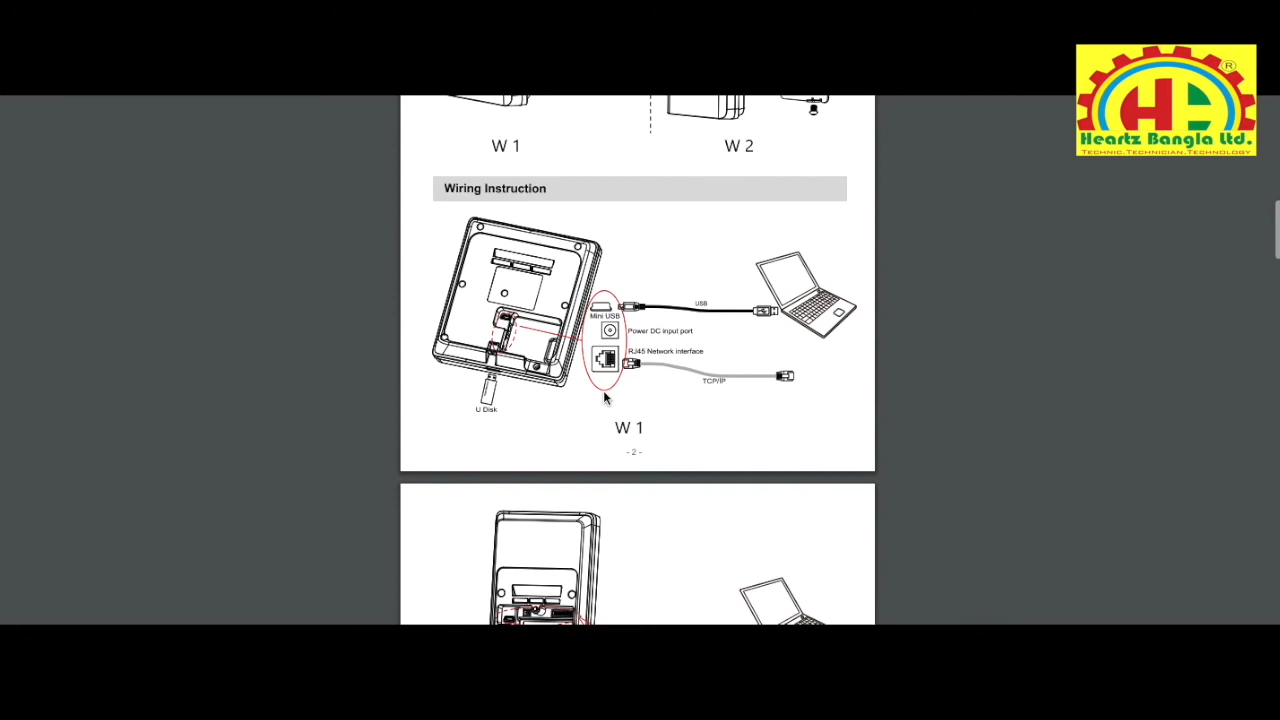 H B
®
Heartz Bangla Ltd.
TECHNIC.TECHNICIAN.TECHNOLOGY
W 1
W 2
Wiring Instruction
USB
Mini USB
Power DC input port
RJ45 Network interface
TCP/IP
U Disk
W 1
- 2 -